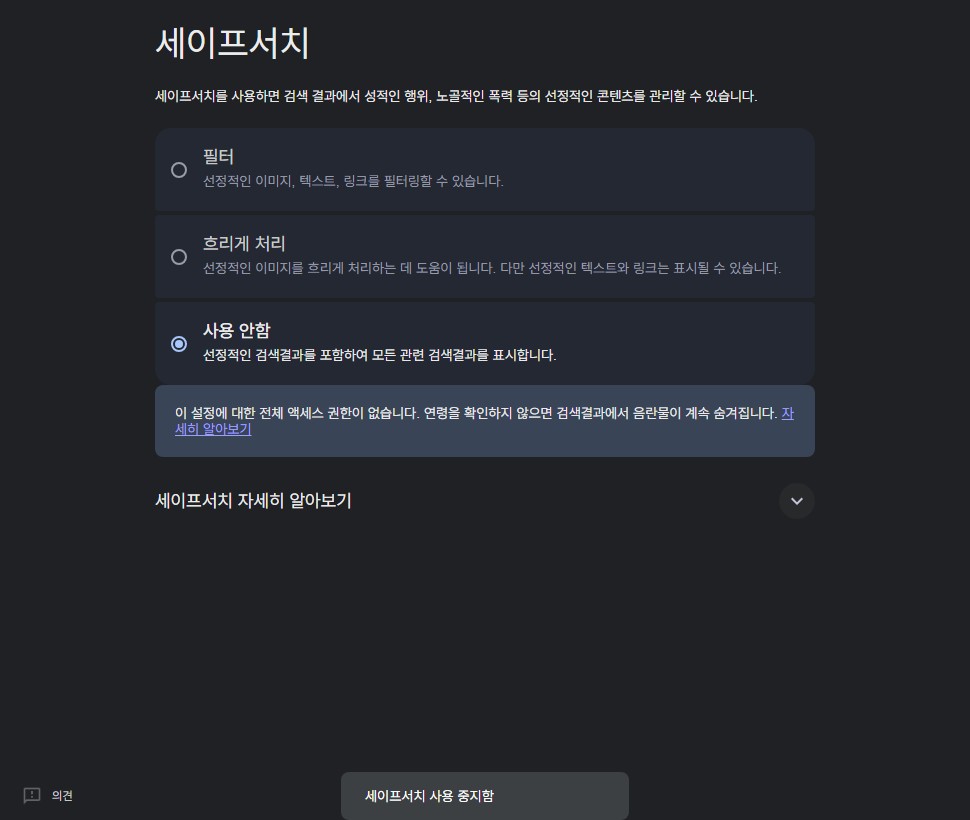 세이프서치
세이프서치를 사용하면 검색 결과에서 성적인 행위, 노골적인 폭력 등의 선정적인 콘텐츠를 관리할 수 있습니다.
필터
선정적인 이미지, 텍스트, 링크를 필터링할 수 있습니다.
흐리게 처리
선정적인 이미지를 흐리게 처리하는 데 도움이 됩니다. 다만 선정적인 텍스트와 링크는 표시될 수 있습니다.
사용 안함
선정적인 검색결과를 포함하여 모든 관련 검색결과를 표시합니다.
이 설정에 대한 전체 액세스 권한이 없습니다. 연령을 확인하지 않으면 검색결과에서 음란물이 계속 숨겨집니다. 자
세히 알아보기
세이프서치 자세히 알아보기
의견
세이프서치 사용 중지함